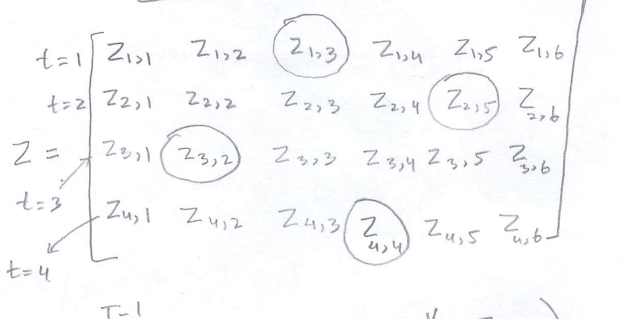 t=1 Z1,1 Z1,2 Z1,3 Z1,4 Z1,5 Z1,6
t=2 Z2,1 Z2,2 Z2,3 Z2,4 Z2,5 Z2,6
Z = Z3,1 Z3,2 Z3,3 Z3,4 Z3,5 Z3,6
t=3
Z4,1 Z4,2 Z4,3 Z4,4 Z4,5 Z4,6
t=4
T-1